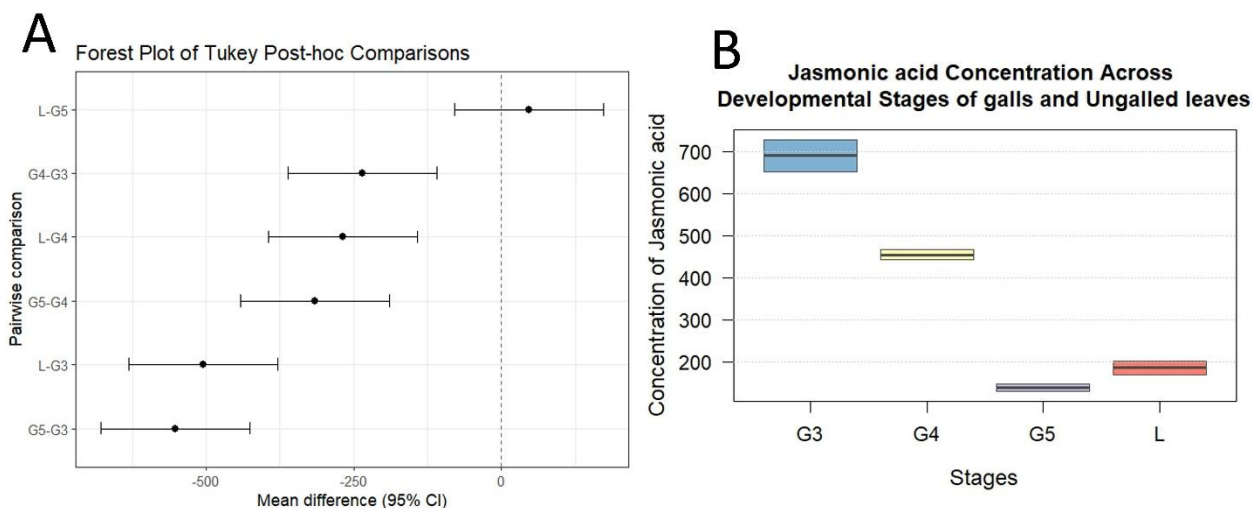 A
Forest Plot of Tukey Post-hoc Comparisons
Pairwise comparison
L-G5
G4-G3
L-G4
G5-G4
L-G3
G5-G3
-500 -250 0
Mean difference (95% CI)
B
Jasmonic acid Concentration Across
Developmental Stages of galls and Ungalled leaves
Concentration of Jasmonic acid
700
600
500
400
300
200
G3 G4 G5 L
Stages